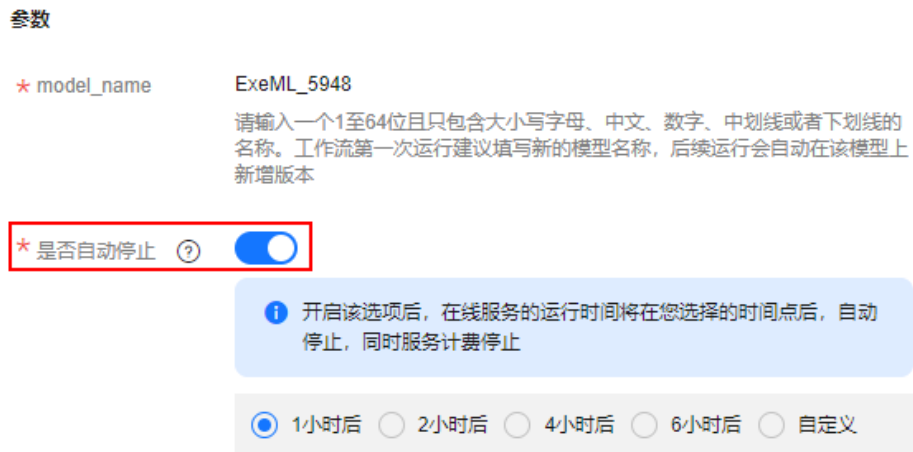 参数
* model_name ExeML_5948
请输入一个1至64位且只包含大小写字母、中文、数字、中划线或者下划线的
名称。工作流第一次运行建议填写新的模型名称，后续运行会自动在该模型上
新增版本
* 是否自动停止 ?
开启该选项后，在线服务的运行时间将在您选择的时间点后，自动
停止，同时服务计费停止
1小时后 2小时后 4小时后 6小时后 自定义